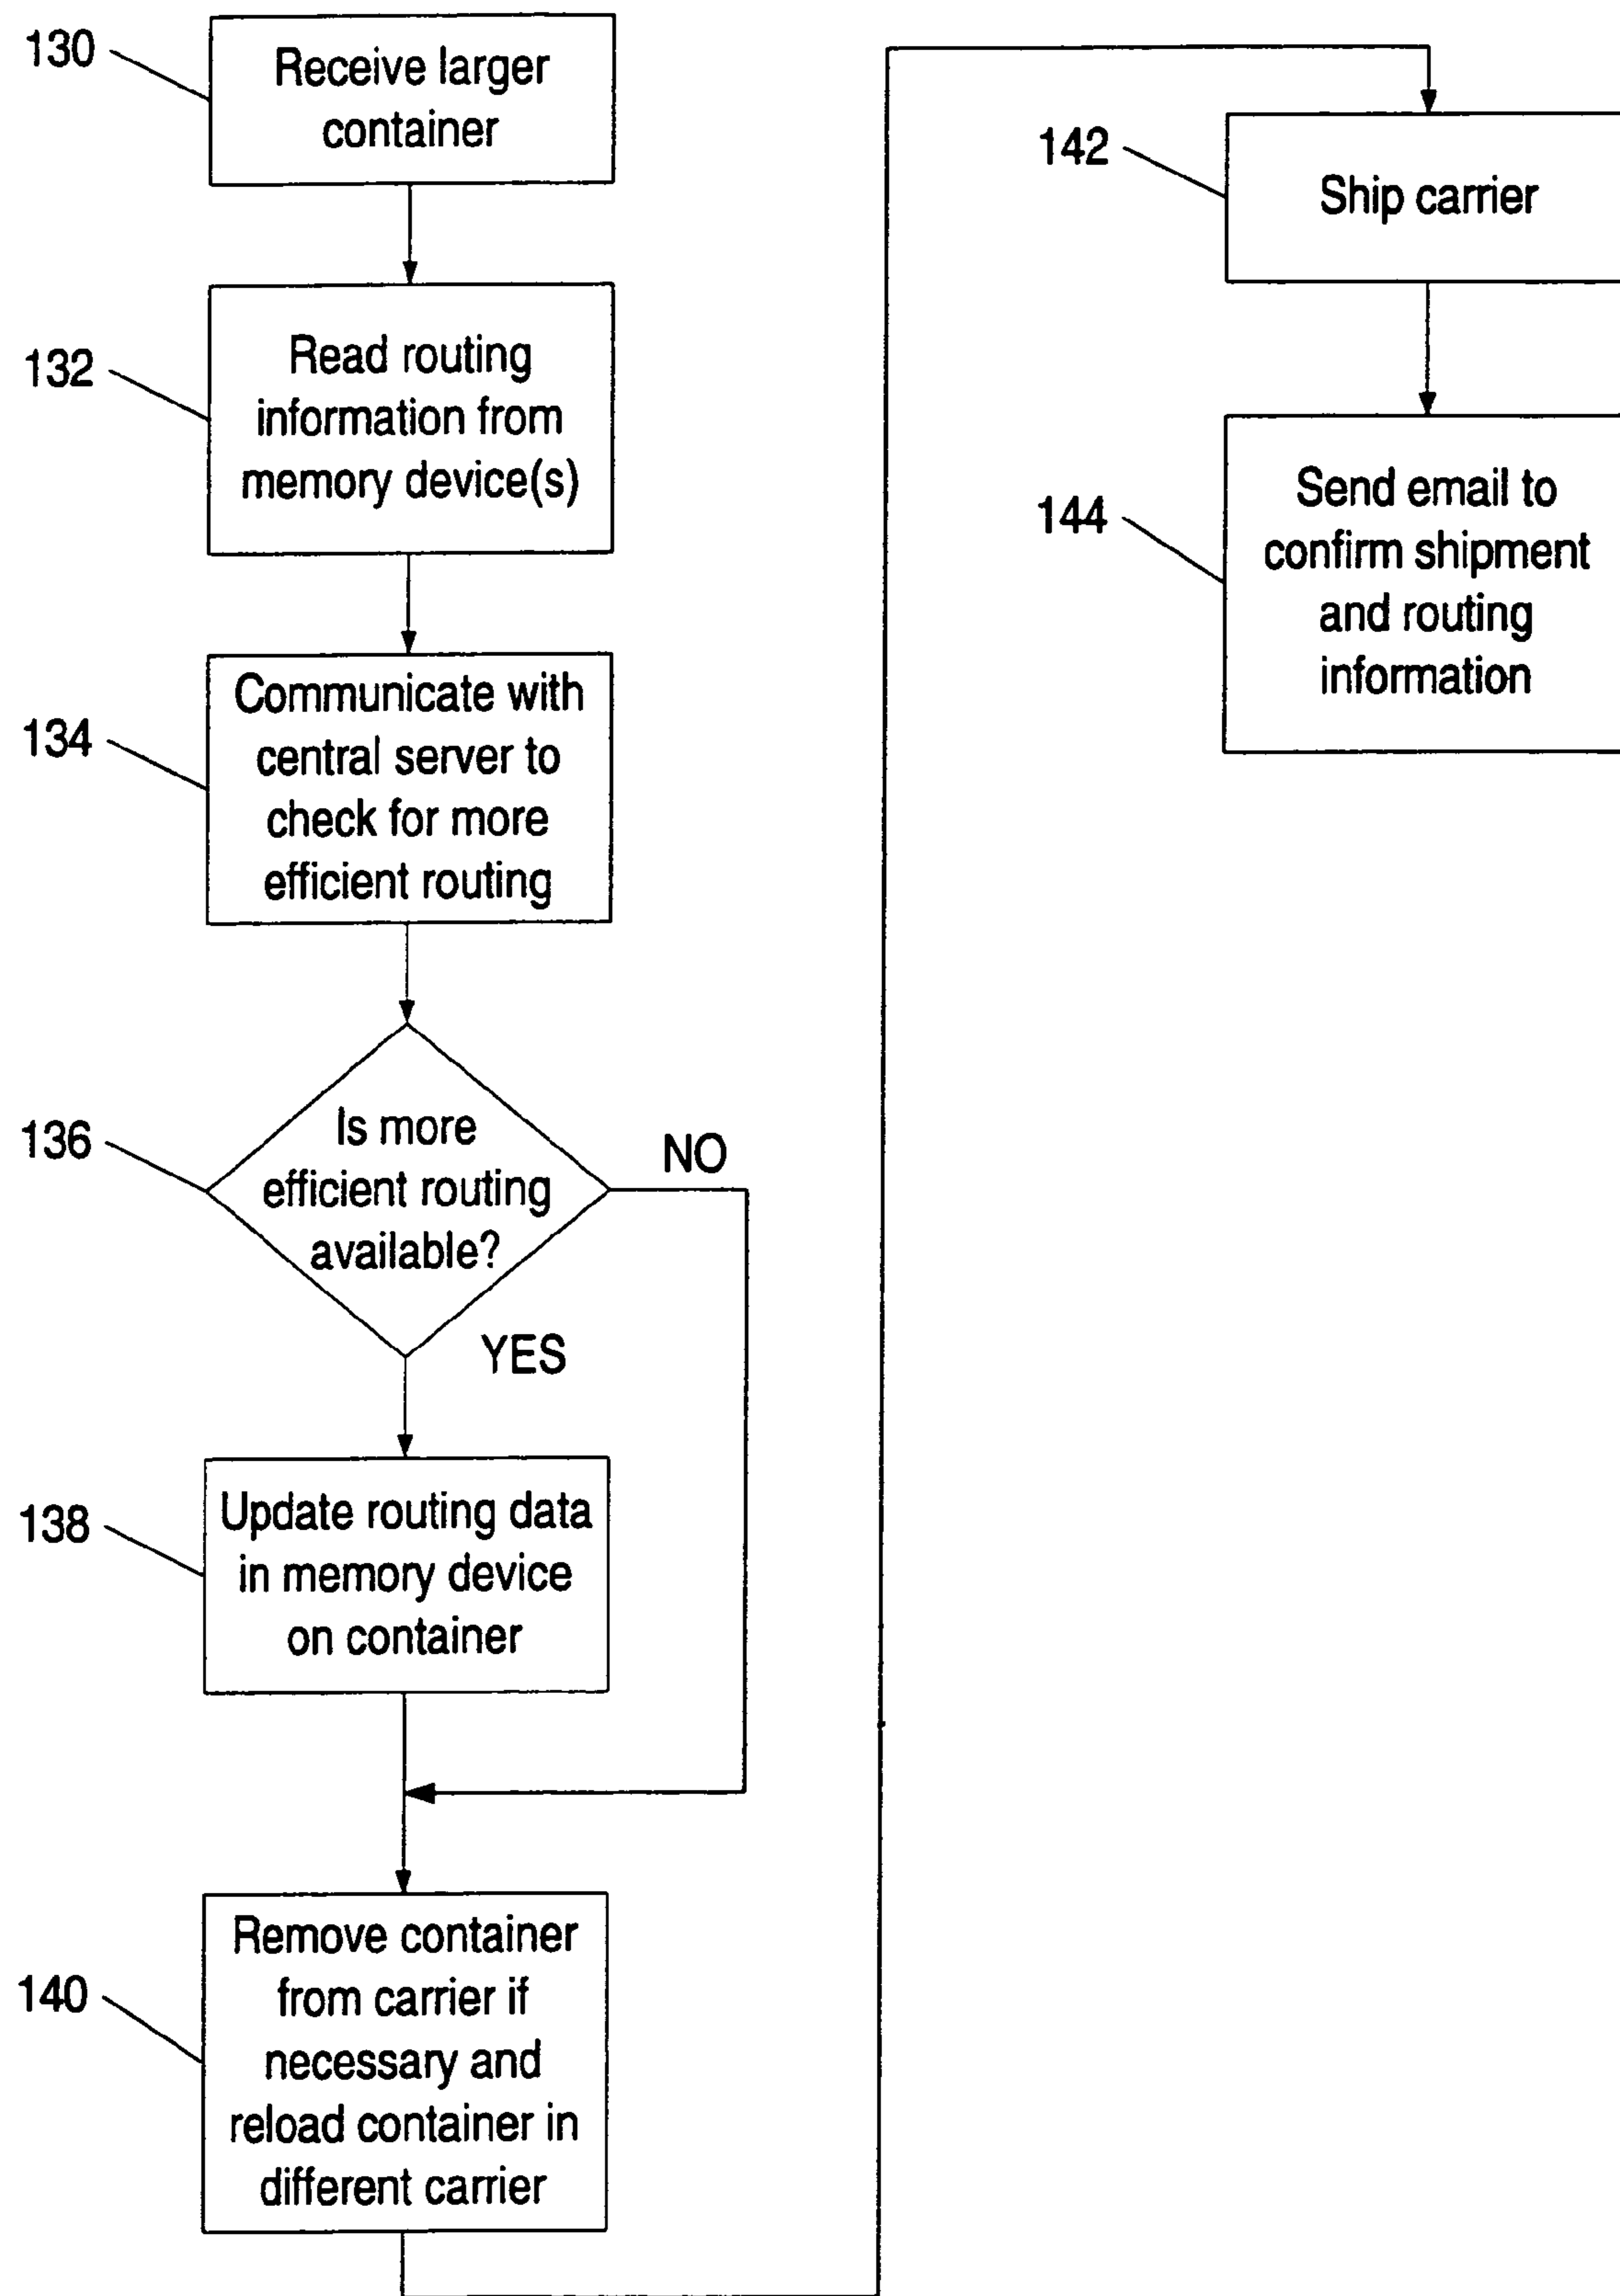 130
Receive larger
container
132
Read routing
information from
memory device(s)
134
Communicate with
central server to
check for more
efficient routing
136
Is more
efficient routing
available?
NO
YES
138
Update routing data
in memory device
on container
140
Remove container
from carrier if
necessary and
reload container in
different carrier
142
Ship carrier
144
Send email to
confirm shipment
and routing
information